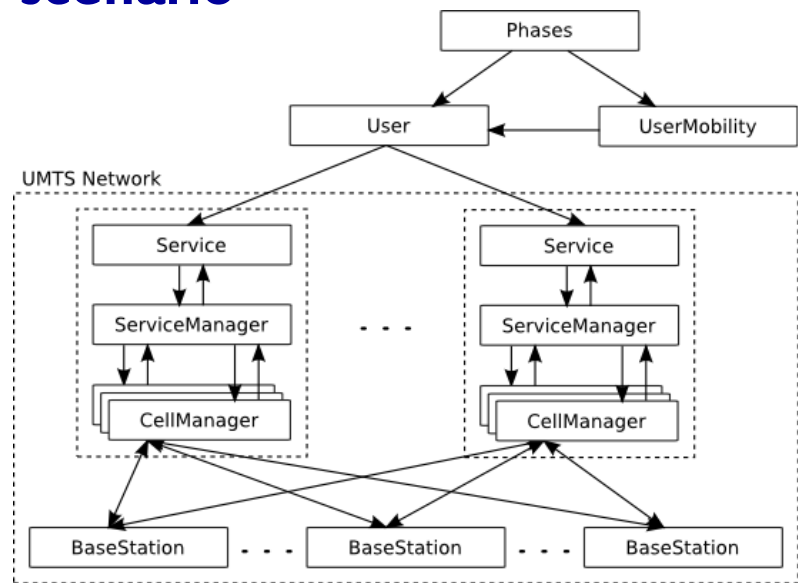 scenario
Phases
User
UserMobility
UMTS Network
Service
Service
ServiceManager
. . .
ServiceManager
CellManager
CellManager
BaseStation
. . .
BaseStation
. . .
BaseStation